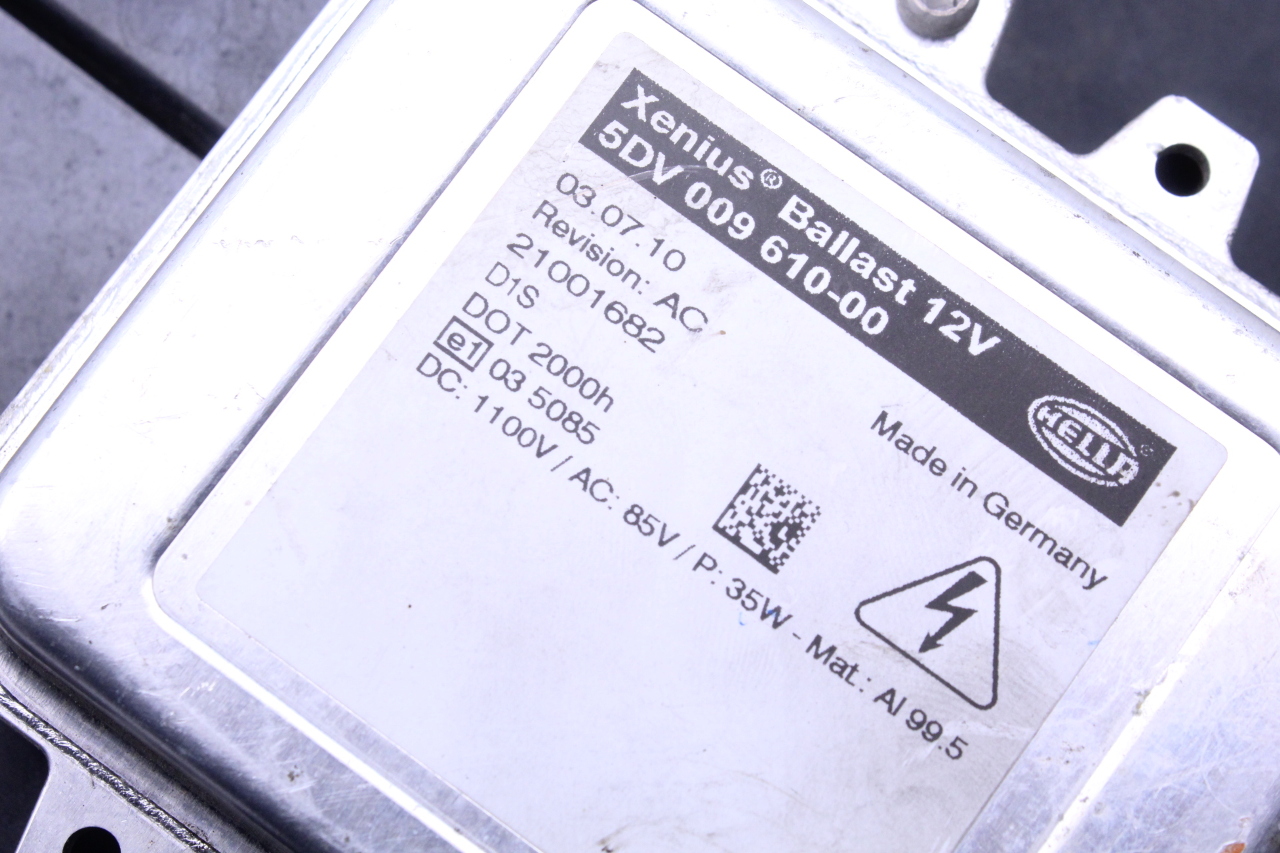 Xenius® Ballast 12V
5DV 009 610-00
HELLA
03.07.10
Revision: AC
21001682
D1S
DOT 2000h
e1 03 5085
DC: 1100V / AC: 85V / P: 35W - Mat.: Al 99.5
Made in Germany